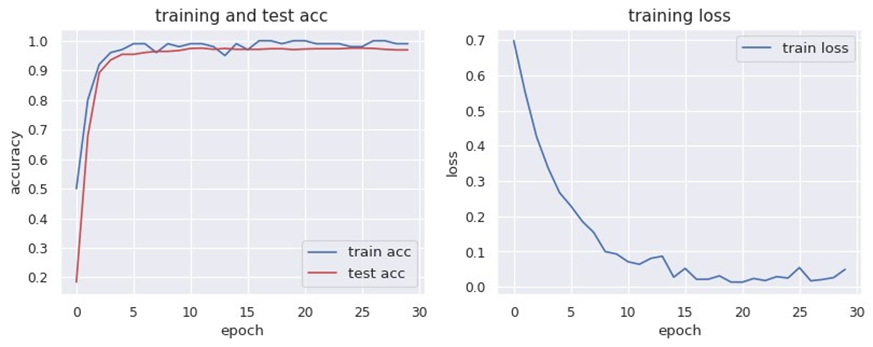 training and test acc
accuracy
1.0
0.9
0.8
0.7
0.6
0.5
0.4
0.3
0.2
train acc
test acc
0 5 10 15 20 25 30
epoch
training loss
loss
0.7
0.6
0.5
0.4
0.3
0.2
0.1
0.0
train loss
0 5 10 15 20 25 30
epoch